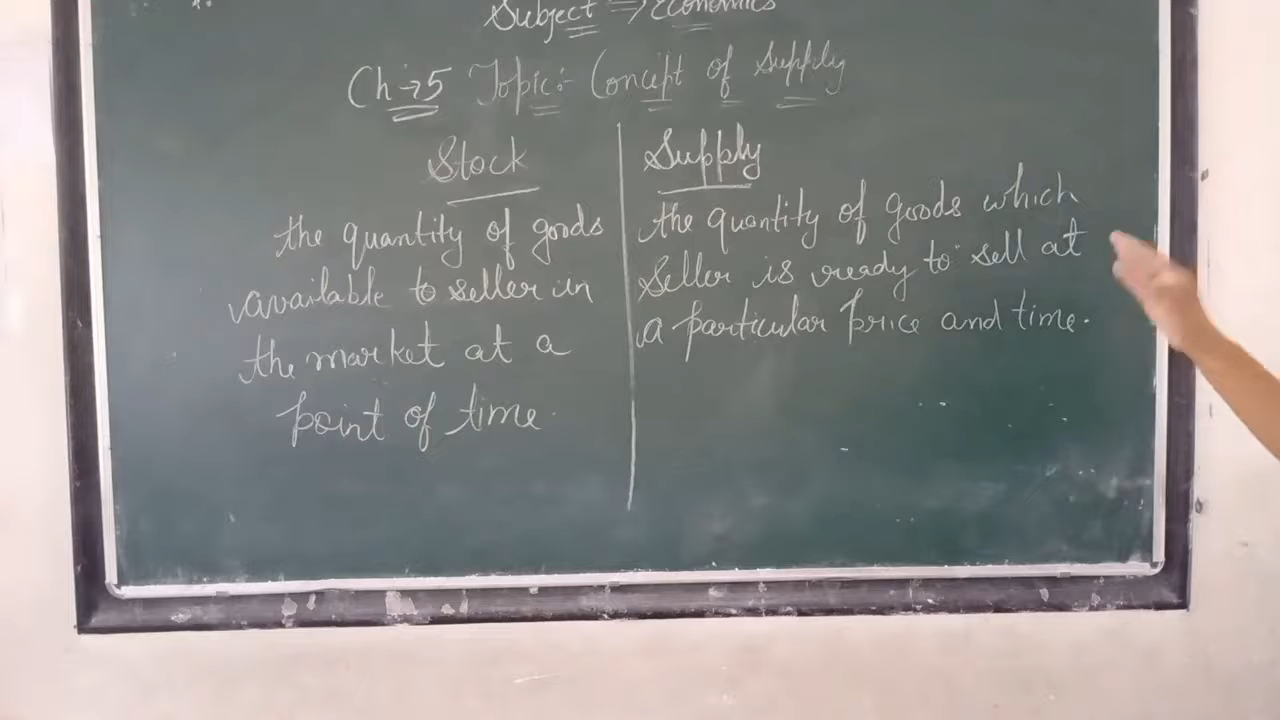 Subject ⇒ Economics
Ch→5 Topic:- Concept of Supply
Stock
the quantity of goods
available to seller in
the market at a
point of time.
Supply
the quantity of goods which
seller is ready to sell at
a particular price and time.